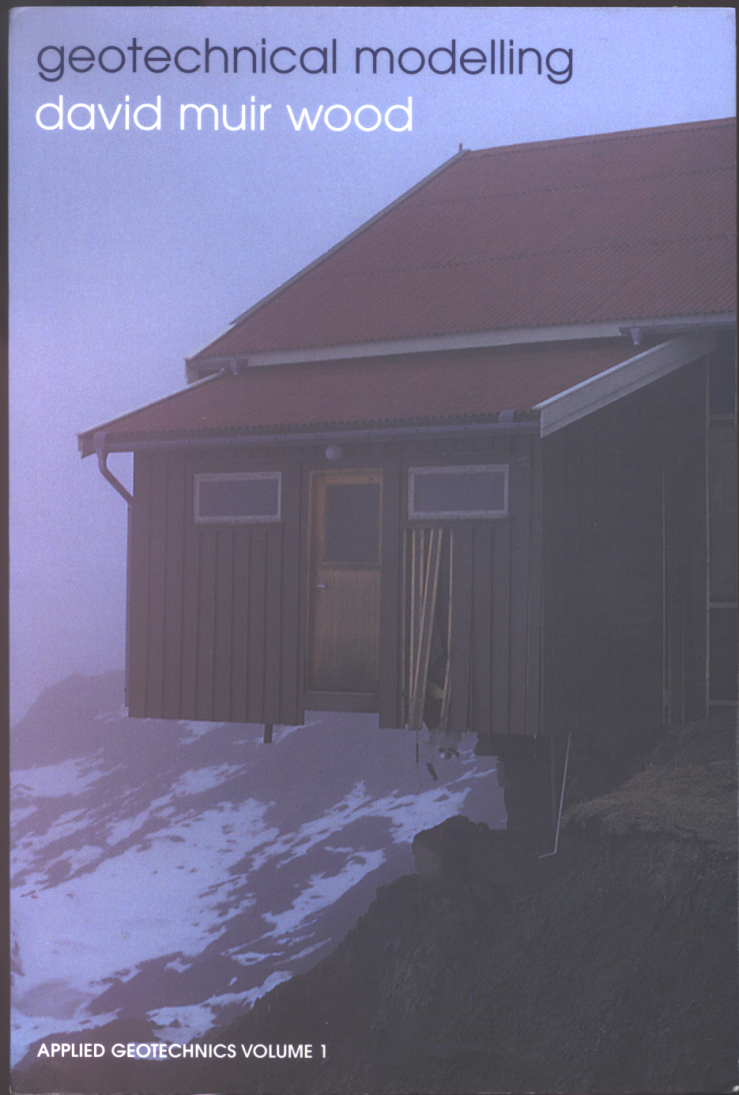 geotechnical modelling
david muir wood
APPLIED GEOTECHNICS VOLUME 1